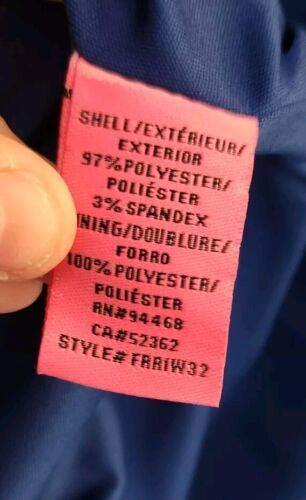 SHELL/EXTÉRIEUR/
EXTERIOR
97%POLYESTER/
POLIÉSTER
3% SPANDEX
NING/DOUBLURE/
FORRO
100%POLYESTER/
POLIÉSTER
RN#94468
CA#52362
STYLE# FRRIW32